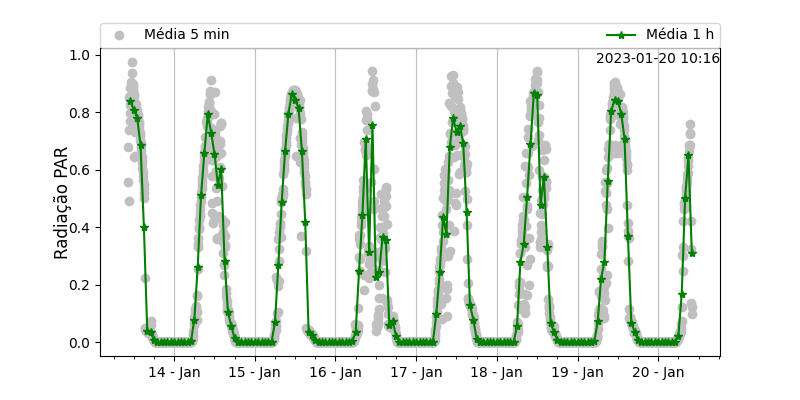 Média 5 min
Média 1 h
2023-01-20 10:16
Radiação PAR
1.0
0.8
0.6
0.4
0.2
0.0
14 - Jan
15 - Jan
16 - Jan
17 - Jan
18 - Jan
19 - Jan
20 - Jan